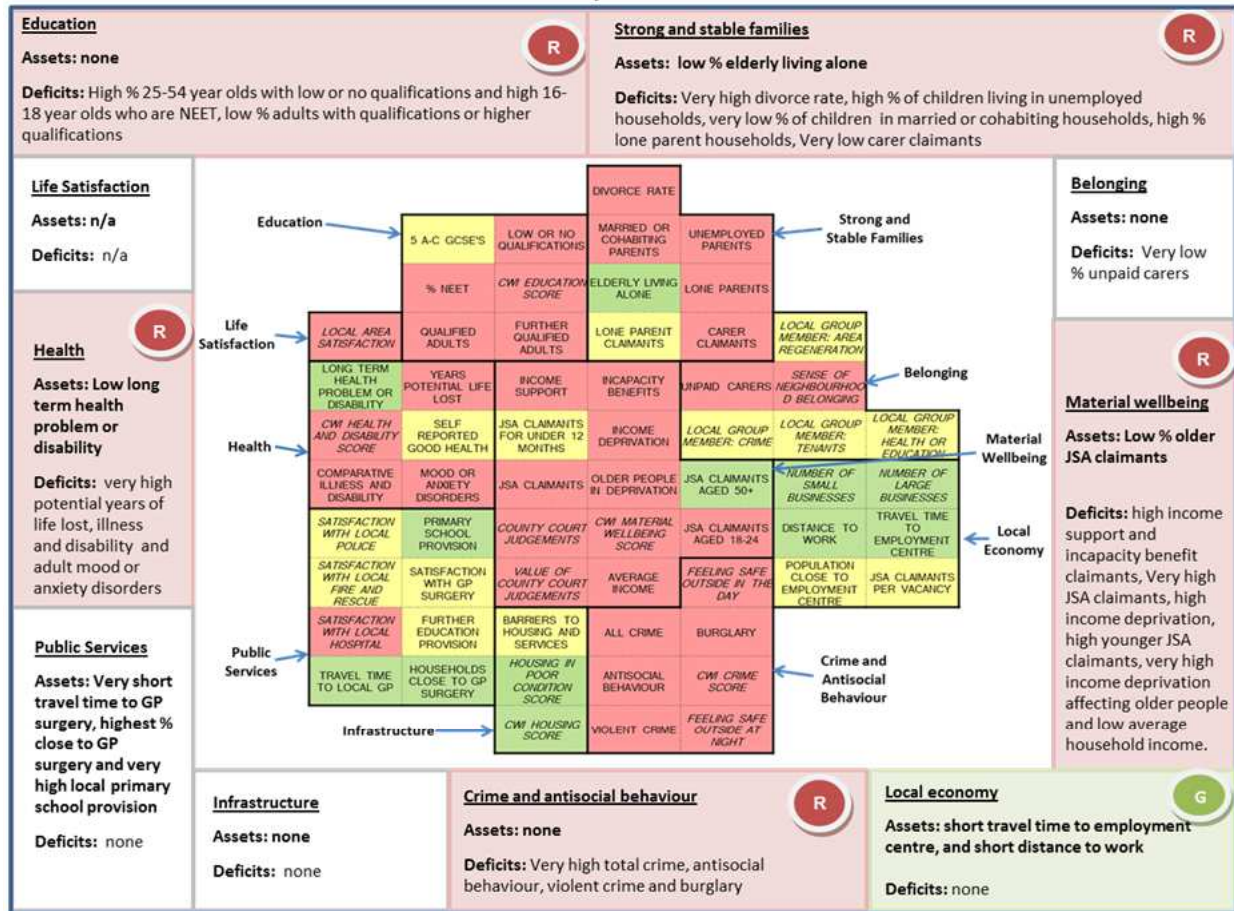 Education
R
Assets: none
Deficits: High % 25-54 year olds with low or no qualifications and high 16-
18 year olds who are NEET, low % adults with qualifications or higher
qualifications
Strong and stable families
R
Assets: low % elderly living alone
Deficits: Very high divorce rate, high % of children living in unemployed
households, very low % of children in married or cohabiting households, high %
lone parent households, Very low carer claimants
Life Satisfaction
Assets: n/a
Deficits: n/a
R
Health
Assets: Low long
term health
problem or
disability
Deficits: very high
potential years of
life lost, illness
and disability and
adult mood or
anxiety disorders
Public Services
Assets: Very short
travel time to GP
surgery, highest %
close to GP
surgery and very
high local primary
school provision
Deficits: none
Education
Strong and
Stable Families
Life
Satisfaction
Belonging
Health
Material
Wellbeing
Local
Economy
Public
Services
Crime and
Antisocial
Behaviour
Infrastructure
DIVORCE RATE
5 A-C GCSE'S
LOW OR NO
QUALIFICATIONS
MARRIED OR
COHABITING
PARENTS
UNEMPLOYED
PARENTS
% NEET
CWI EDUCATION
SCORE
ELDERLY LIVING
ALONE
LONE PARENTS
LOCAL AREA
SATISFACTION
QUALIFIED
ADULTS
FURTHER
QUALIFIED
ADULTS
LONE PARENT
CLAIMANTS
CARER
CLAIMANTS
LOCAL GROUP
MEMBER: AREA
REGENERATION
LONG TERM
HEALTH
PROBLEM OR
DISABILITY
YEARS
POTENTIAL LIFE
LOST
INCOME
SUPPORT
INCAPACITY
BENEFITS
UNPAID CARERS
SENSE OF
NEIGHBOURHOO
D BELONGING
CWI HEALTH
AND DISABILITY
SCORE
SELF
REPORTED
GOOD HEALTH
JSA CLAIMANTS
FOR UNDER 12
MONTHS
INCOME
DEPRIVATION
LOCAL GROUP
MEMBER: CRIME
LOCAL GROUP
MEMBER:
TENANTS
LOCAL GROUP
MEMBER:
HEALTH OR
EDUCATION
COMPARATIVE
ILLNESS AND
DISABILITY
MOOD OR
ANXIETY
DISORDERS
JSA CLAIMANTS
OLDER PEOPLE
IN DEPRIVATION
JSA CLAIMANTS
AGED 50+
NUMBER OF
SMALL
BUSINESSES
NUMBER OF
LARGE
BUSINESSES
SATISFACTION
WITH LOCAL
POLICE
PRIMARY
SCHOOL
PROVISION
COUNTY COURT
JUDGEMENTS
CWI MATERIAL
WELLBEING
SCORE
JSA CLAIMANTS
AGED 18-24
DISTANCE TO
WORK
TRAVEL TIME
TO
EMPLOYMENT
CENTRE
SATISFACTION
WITH LOCAL
FIRE AND
RESCUE
SATISFACTION
WITH GP
SURGERY
VALUE OF
COUNTY COURT
JUDGEMENTS
AVERAGE
INCOME
FEELING SAFE
OUTSIDE IN THE
DAY
POPULATION
CLOSE TO
EMPLOYMENT
CENTRE
JSA CLAIMANTS
PER VACANCY
SATISFACTION
WITH LOCAL
HOSPITAL
FURTHER
EDUCATION
PROVISION
BARRIERS TO
HOUSING AND
SERVICES
ALL CRIME
BURGLARY
TRAVEL TIME
TO LOCAL GP
HOUSEHOLDS
CLOSE TO GP
SURGERY
HOUSING IN
POOR
CONDITION
SCORE
ANTISOCIAL
BEHAVIOUR
CWI CRIME
SCORE
CWI HOUSING
SCORE
VIOLENT CRIME
FEELING SAFE
OUTSIDE AT
NIGHT
Belonging
Assets: none
Deficits: Very low
% unpaid carers
R
Material wellbeing
Assets: Low % older
JSA claimants
Deficits: high income
support and
incapacity benefit
claimants, Very high
JSA claimants, high
income deprivation,
high younger JSA
claimants, very high
income deprivation
affecting older people
and low average
household income.
Infrastructure
Assets: none
Deficits: none
Crime and antisocial behaviour
R
Assets: none
Deficits: Very high total crime, antisocial
behaviour, violent crime and burglary
Local economy
G
Assets: short travel time to employment
centre, and short distance to work
Deficits: none